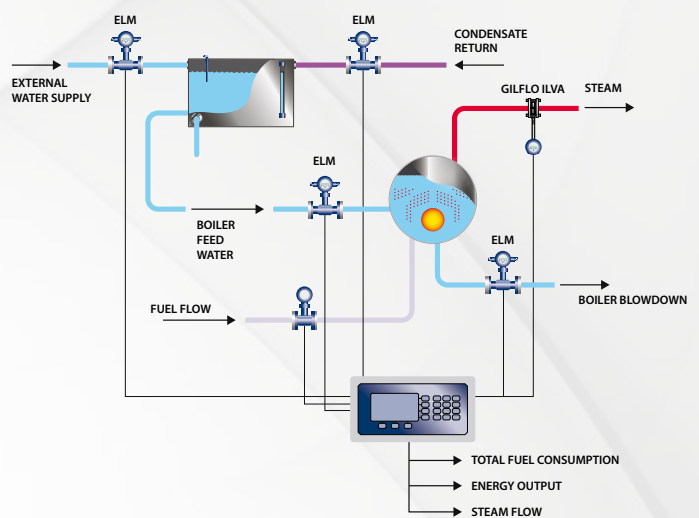 ELM
ELM
CONDENSATE
RETURN
EXTERNAL
WATER SUPPLY
GILFLO ILVA
STEAM
ELM
BOILER
FEED
WATER
ELM
BOILER BLOWDOWN
FUEL FLOW
TOTAL FUEL CONSUMPTION
ENERGY OUTPUT
STEAM FLOW